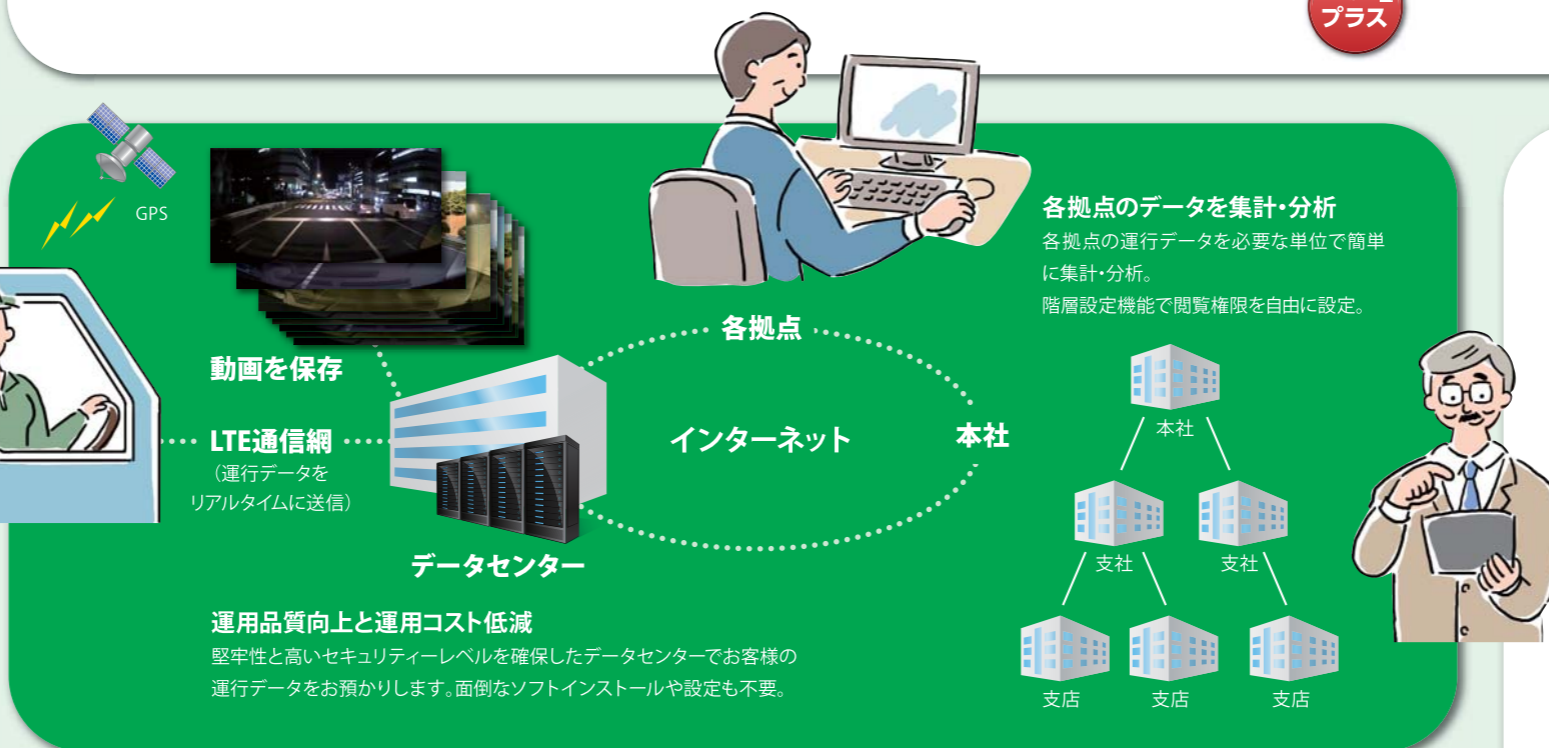 プラス
GPS
動画を保存
LTE通信網
（運行データを
リアルタイムに送信）
データセンター
各拠点
インターネット
本社
各拠点のデータを集計・分析
各拠点の運行データを必要な単位で簡単
に集計・分析。
階層設定機能で閲覧権限を自由に設定。
本社
支社
支社
支店
支店
支店
運用品質向上と運用コスト低減
堅牢性と高いセキュリティーレベルを確保したデータセンターでお客様の
運行データをお預かりします。面倒なソフトインストールや設定も不要。